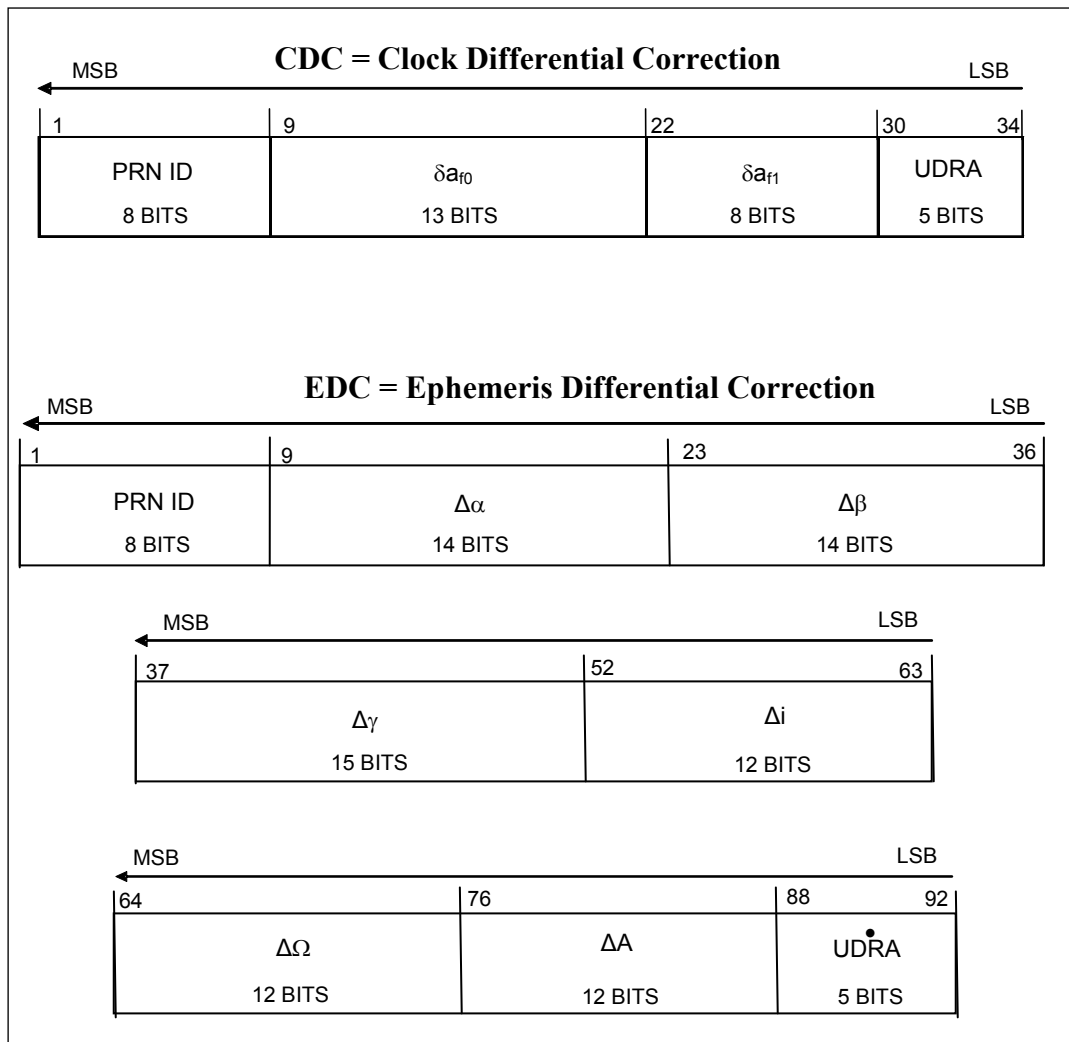 CDC = Clock Differential Correction
MSB LSB
1 9 22 30 34
PRN ID δaf0 δaf1 UDRA
8 BITS 13 BITS 8 BITS 5 BITS
EDC = Ephemeris Differential Correction
MSB LSB
1 9 23 36
PRN ID Δα Δβ
8 BITS 14 BITS 14 BITS
MSB LSB
37 52 63
Δγ Δi
15 BITS 12 BITS
MSB LSB
64 76 88 92
ΔΩ ΔA UDṘA
12 BITS 12 BITS 5 BITS